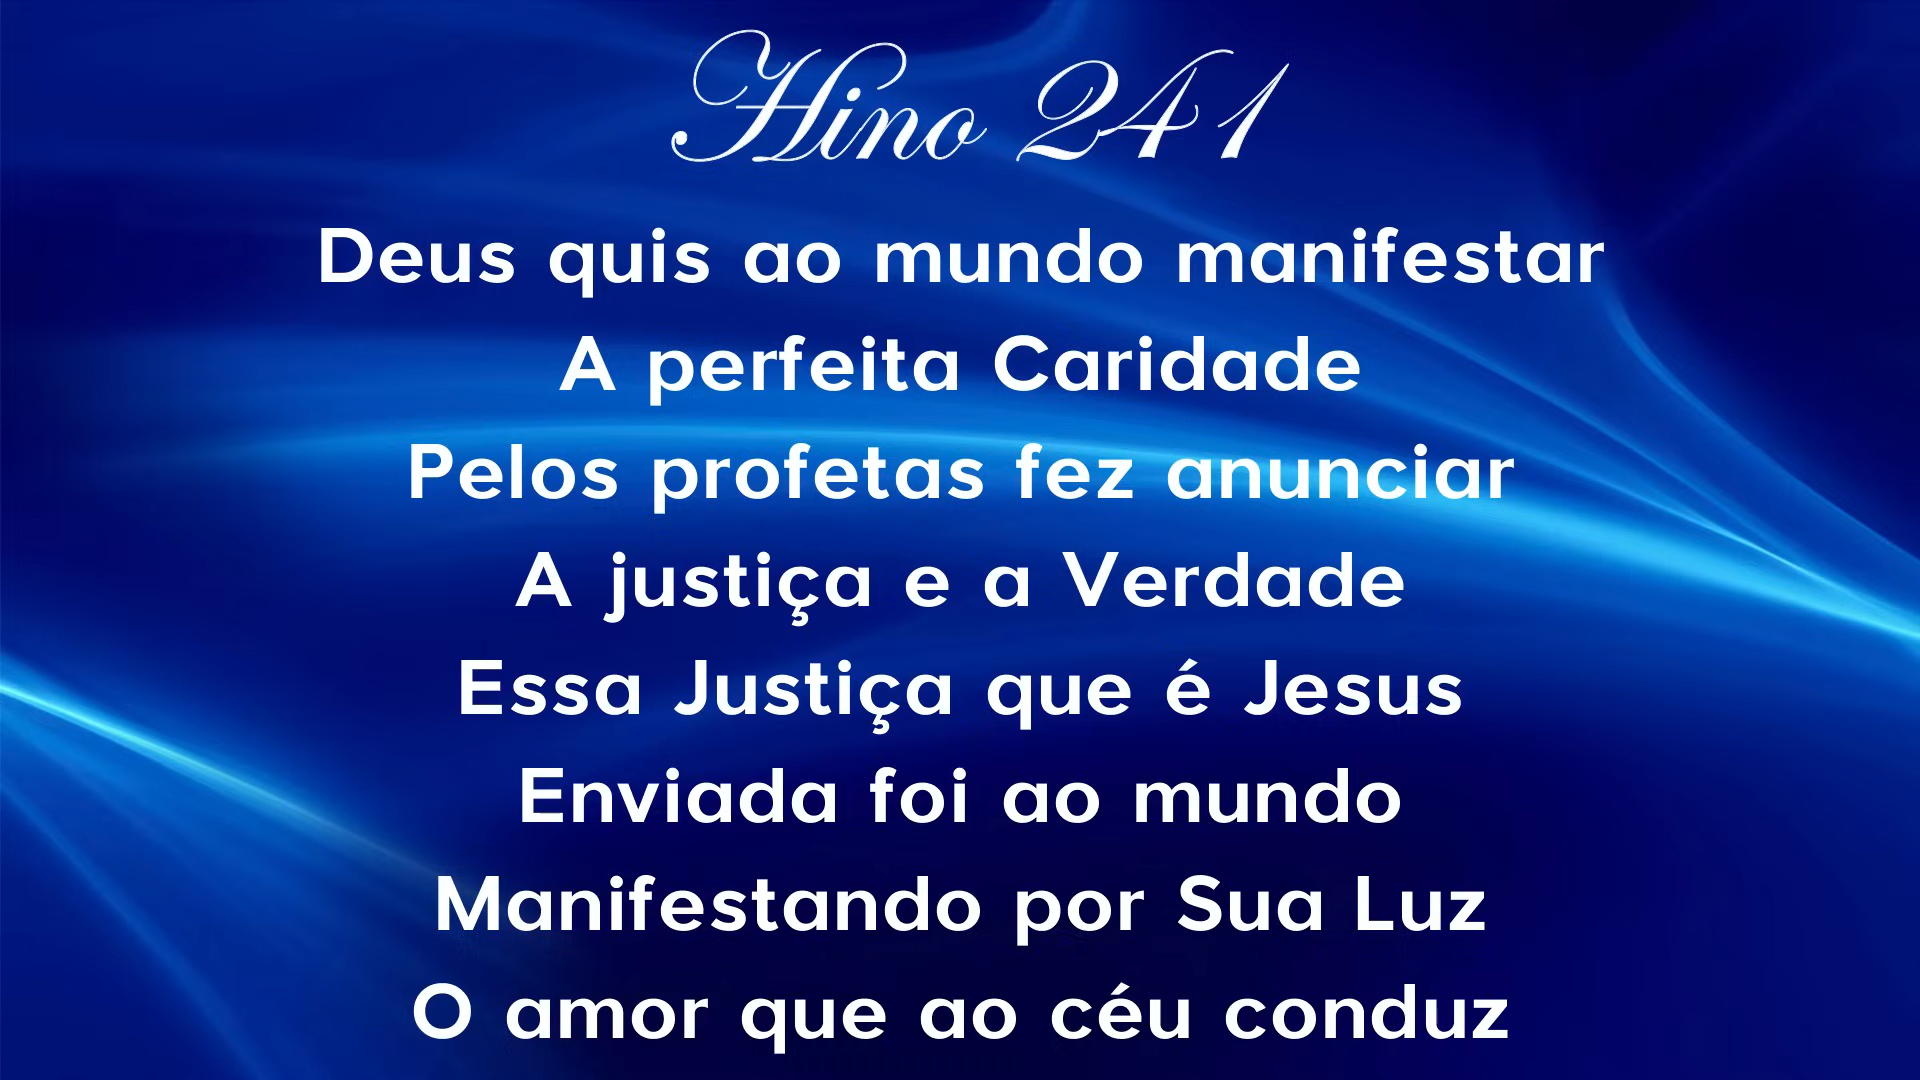 Hino 241
Deus quis ao mundo manifestar
A perfeita Caridade
Pelos profetas fez anunciar
A justiça e a Verdade
Essa Justiça que é Jesus
Enviada foi ao mundo
Manifestando por Sua Luz
O amor que ao céu conduz